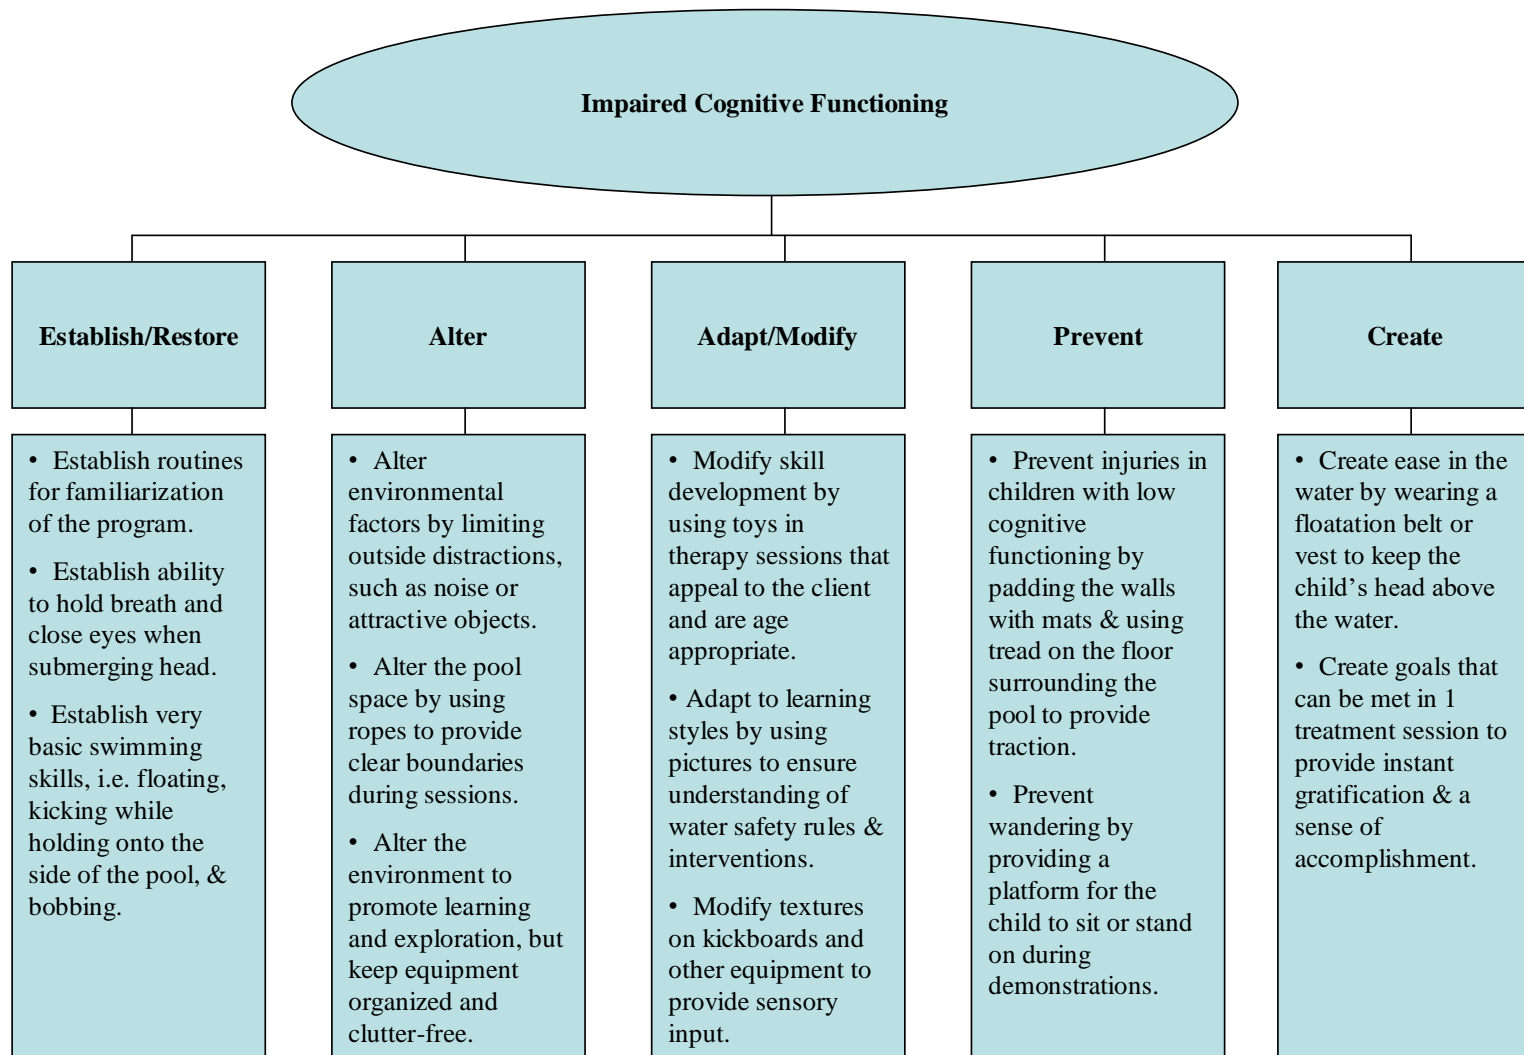 Impaired Cognitive Functioning
Establish/Restore
Alter
Adapt/Modify
Prevent
Create
• Establish routines
for familiarization
of the program.
• Establish ability
to hold breath and
close eyes when
submerging head.
• Establish very
basic swimming
skills, i.e. floating,
kicking while
holding onto the
side of the pool, &
bobbing.
• Alter
environmental
factors by limiting
outside distractions,
such as noise or
attractive objects.
• Alter the pool
space by using
ropes to provide
clear boundaries
during sessions.
• Alter the
environment to
promote learning
and exploration, but
keep equipment
organized and
clutter-free.
• Modify skill
development by
using toys in
therapy sessions that
appeal to the client
and are age
appropriate.
• Adapt to learning
styles by using
pictures to ensure
understanding of
water safety rules &
interventions.
• Modify textures
on kickboards and
other equipment to
provide sensory
input.
• Prevent injuries in
children with low
cognitive
functioning by
padding the walls
with mats & using
tread on the floor
surrounding the
pool to provide
traction.
• Prevent
wandering by
providing a
platform for the
child to sit or stand
on during
demonstrations.
• Create ease in the
water by wearing a
floatation belt or
vest to keep the
child’s head above
the water.
• Create goals that
can be met in 1
treatment session to
provide instant
gratification & a
sense of
accomplishment.